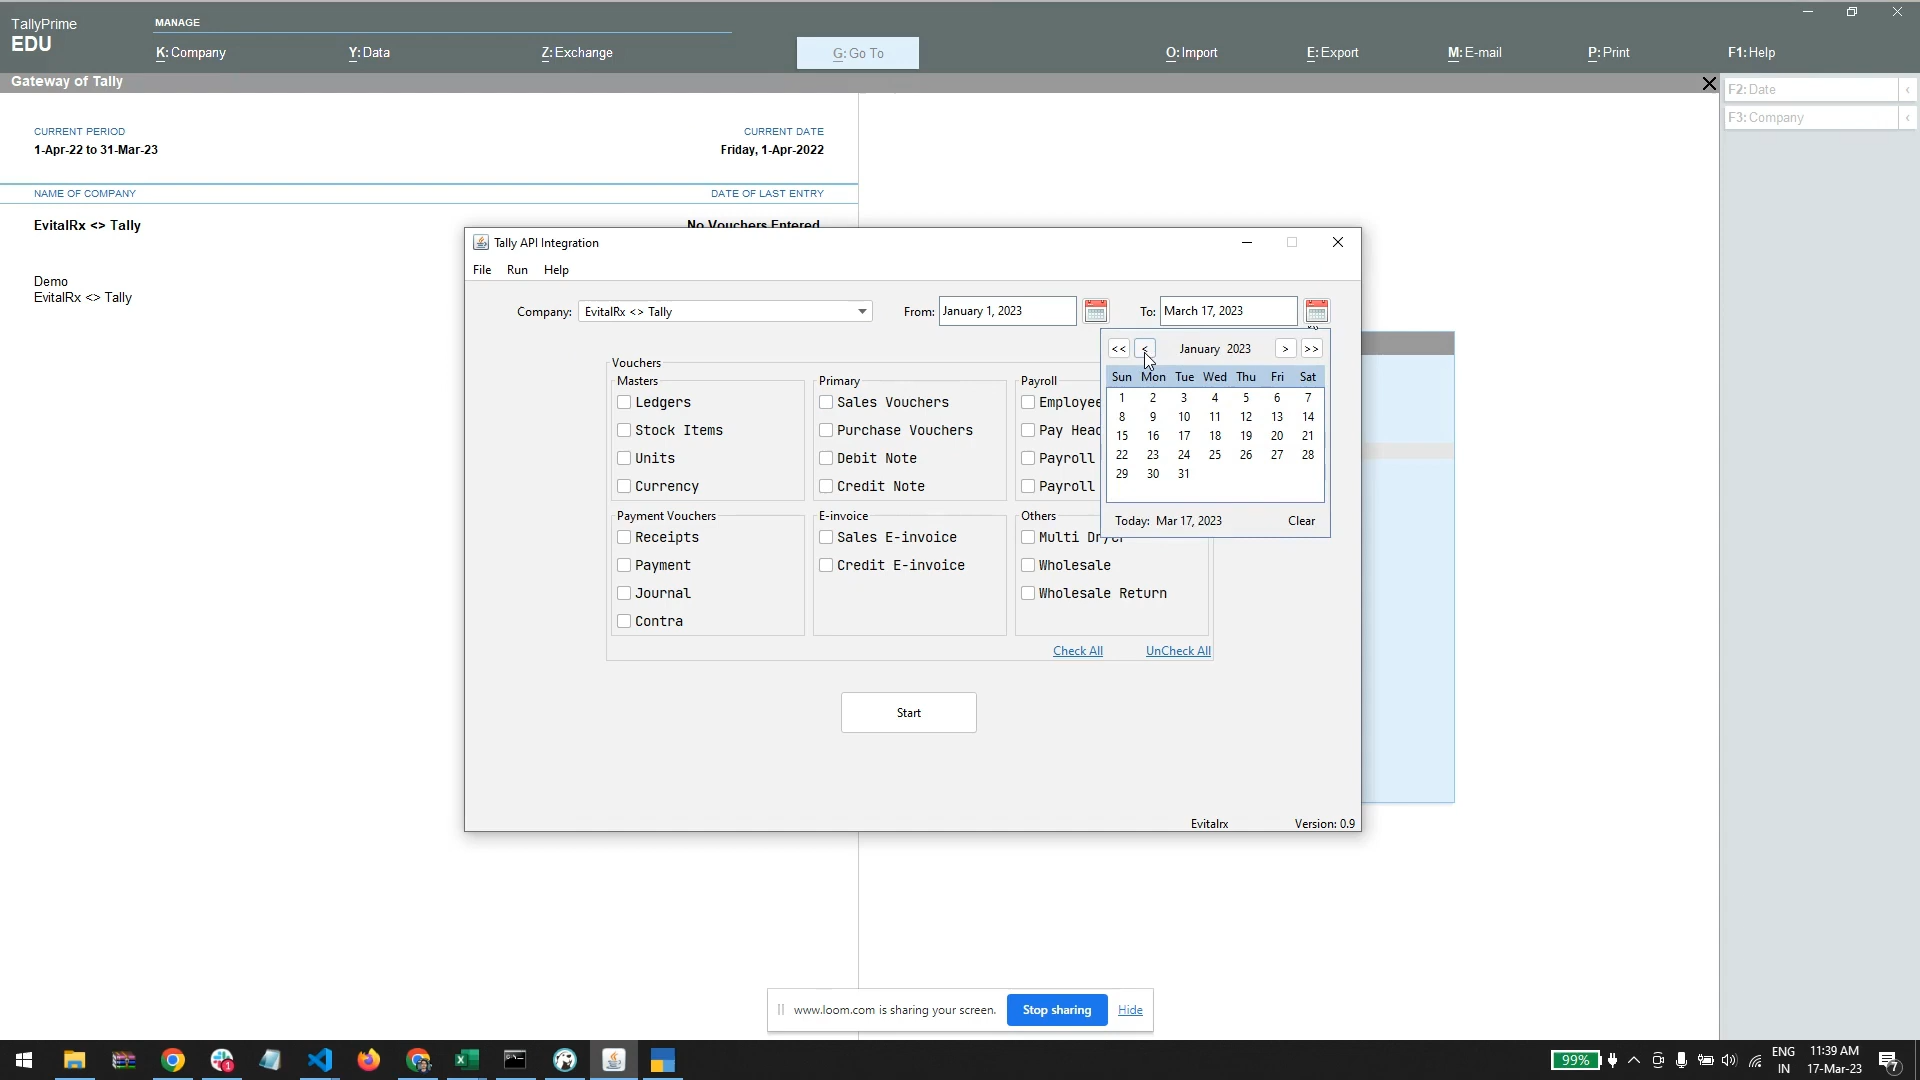 TallyPrime
EDU
MANAGE
K: Company
Y: Data
Z: Exchange
G: Go To
O: Import
E: Export
M: E-mail
P: Print
F1: Help
Gateway of Tally
F2: Date
F3: Company
CURRENT PERIOD
CURRENT DATE
1-Apr-22 to 31-Mar-23
Friday, 1-Apr-2022
NAME OF COMPANY
DATE OF LAST ENTRY
EvitalRx <> Tally
No Vouchers Entered
Demo
EvitalRx <> Tally
Tally API Integration
File Run Help
Company: EvitalRx <> Tally
From: January 1, 2023
To: March 17, 2023
<< < January 2023 > >>
Sun Mon Tue Wed Thu Fri Sat
1 2 3 4 5 6 7
8 9 10 11 12 13 14
15 16 17 18 19 20 21
22 23 24 25 26 27 28
29 30 31
Today: Mar 17, 2023 Clear
Vouchers
Masters
Ledgers
Stock Items
Units
Currency
Primary
Sales Vouchers
Purchase Vouchers
Debit Note
Credit Note
Payroll
Employee
Pay Head
Payroll
Payroll
Payment Vouchers
Receipts
Payment
Journal
Contra
E-invoice
Sales E-invoice
Credit E-invoice
Others
Multi
Wholesale
Wholesale Return
Check All
UnCheck All
Start
Evitalrx
Version: 0.9
www.loom.com is sharing your screen.
Stop sharing
Hide
99%
ENG
IN
11:39 AM
17-Mar-23
7
1